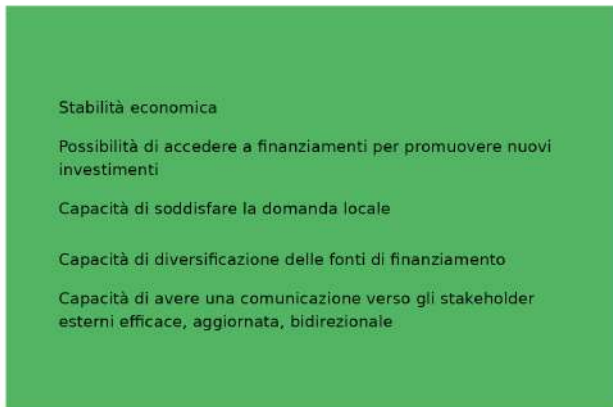 Stabilità economica
Possibilità di accedere a finanziamenti per promuovere nuovi
investimenti
Capacità di soddisfare la domanda locale
Capacità di diversificazione delle fonti di finanziamento
Capacità di avere una comunicazione verso gli stakeholder
esterni efficace, aggiornata, bidirezionale